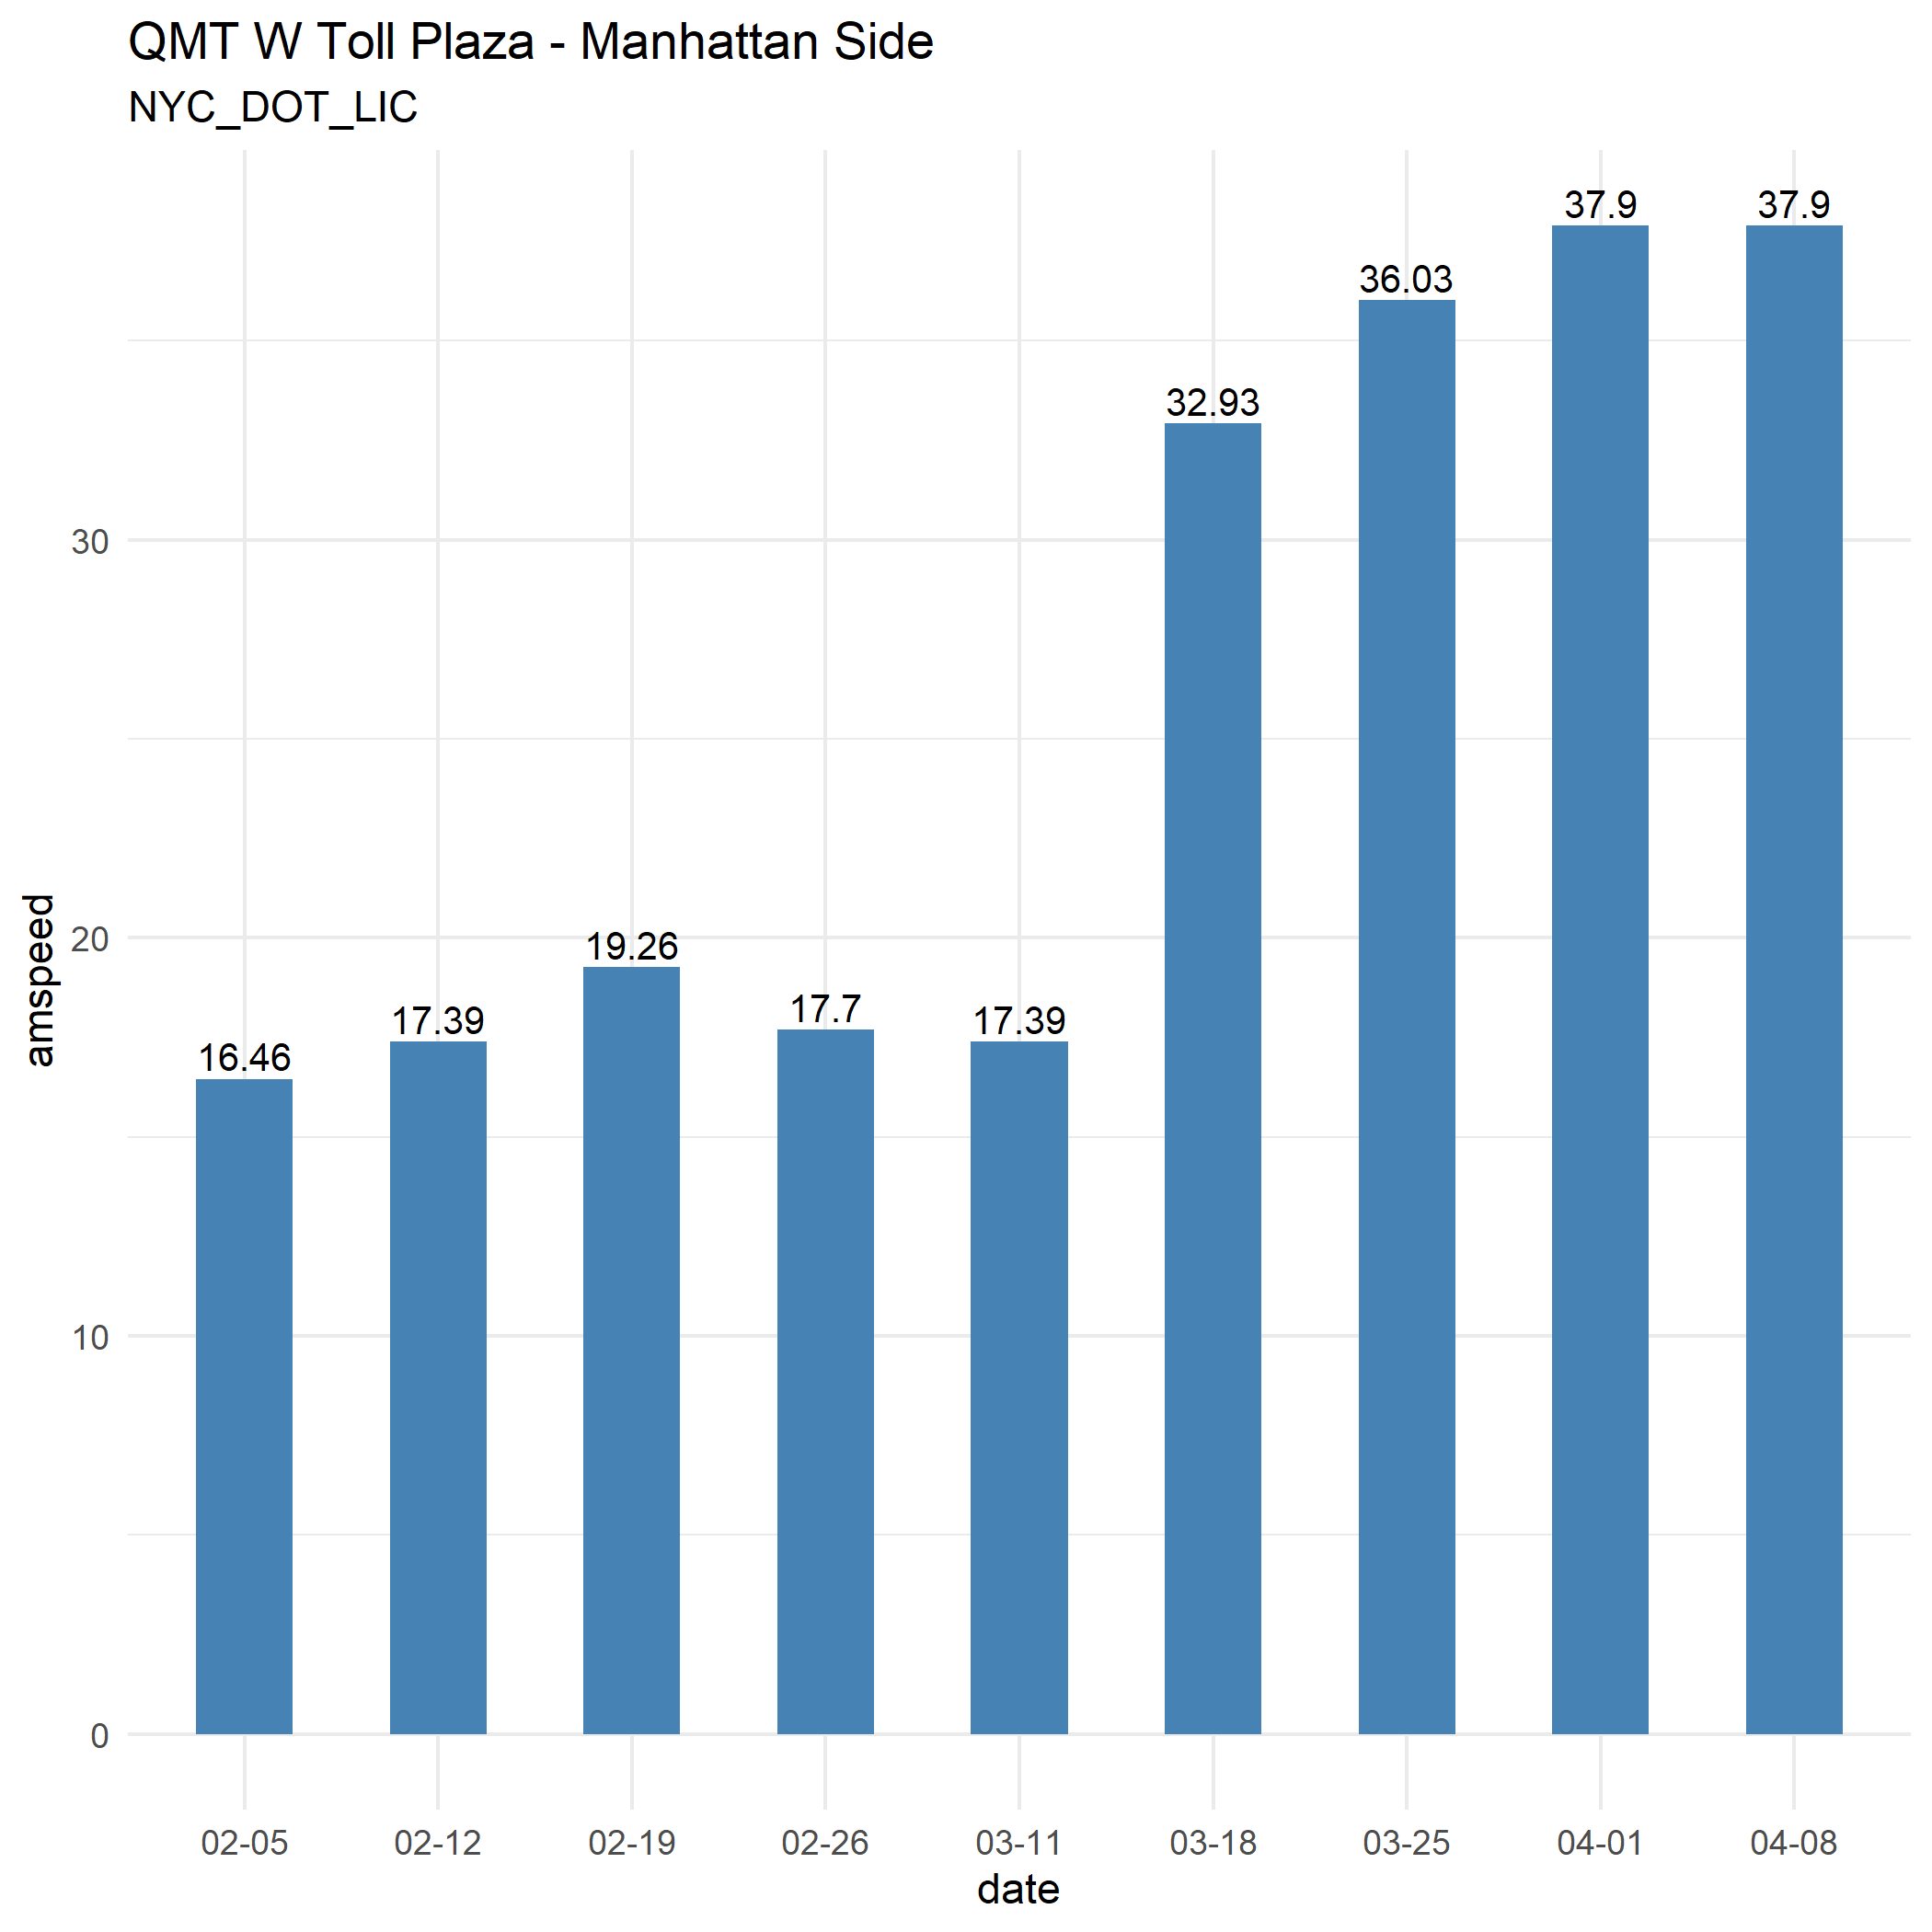 QMT W Toll Plaza - Manhattan Side
NYC_DOT_LIC
37.9 37.9
36.03
32.93
30
20
19.26
17.7
17.39 17.39
16.46
amspeed
10
0
02-05 02-12 02-19 02-26 03-11 03-18 03-25 04-01 04-08
date